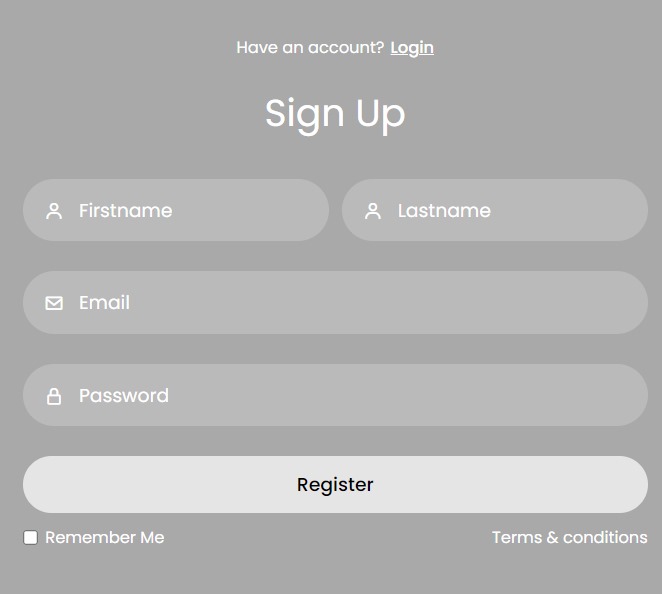 Have an account? Login
Sign Up
Firstname Lastname
Email
Password
Register
Remember Me Terms & conditions